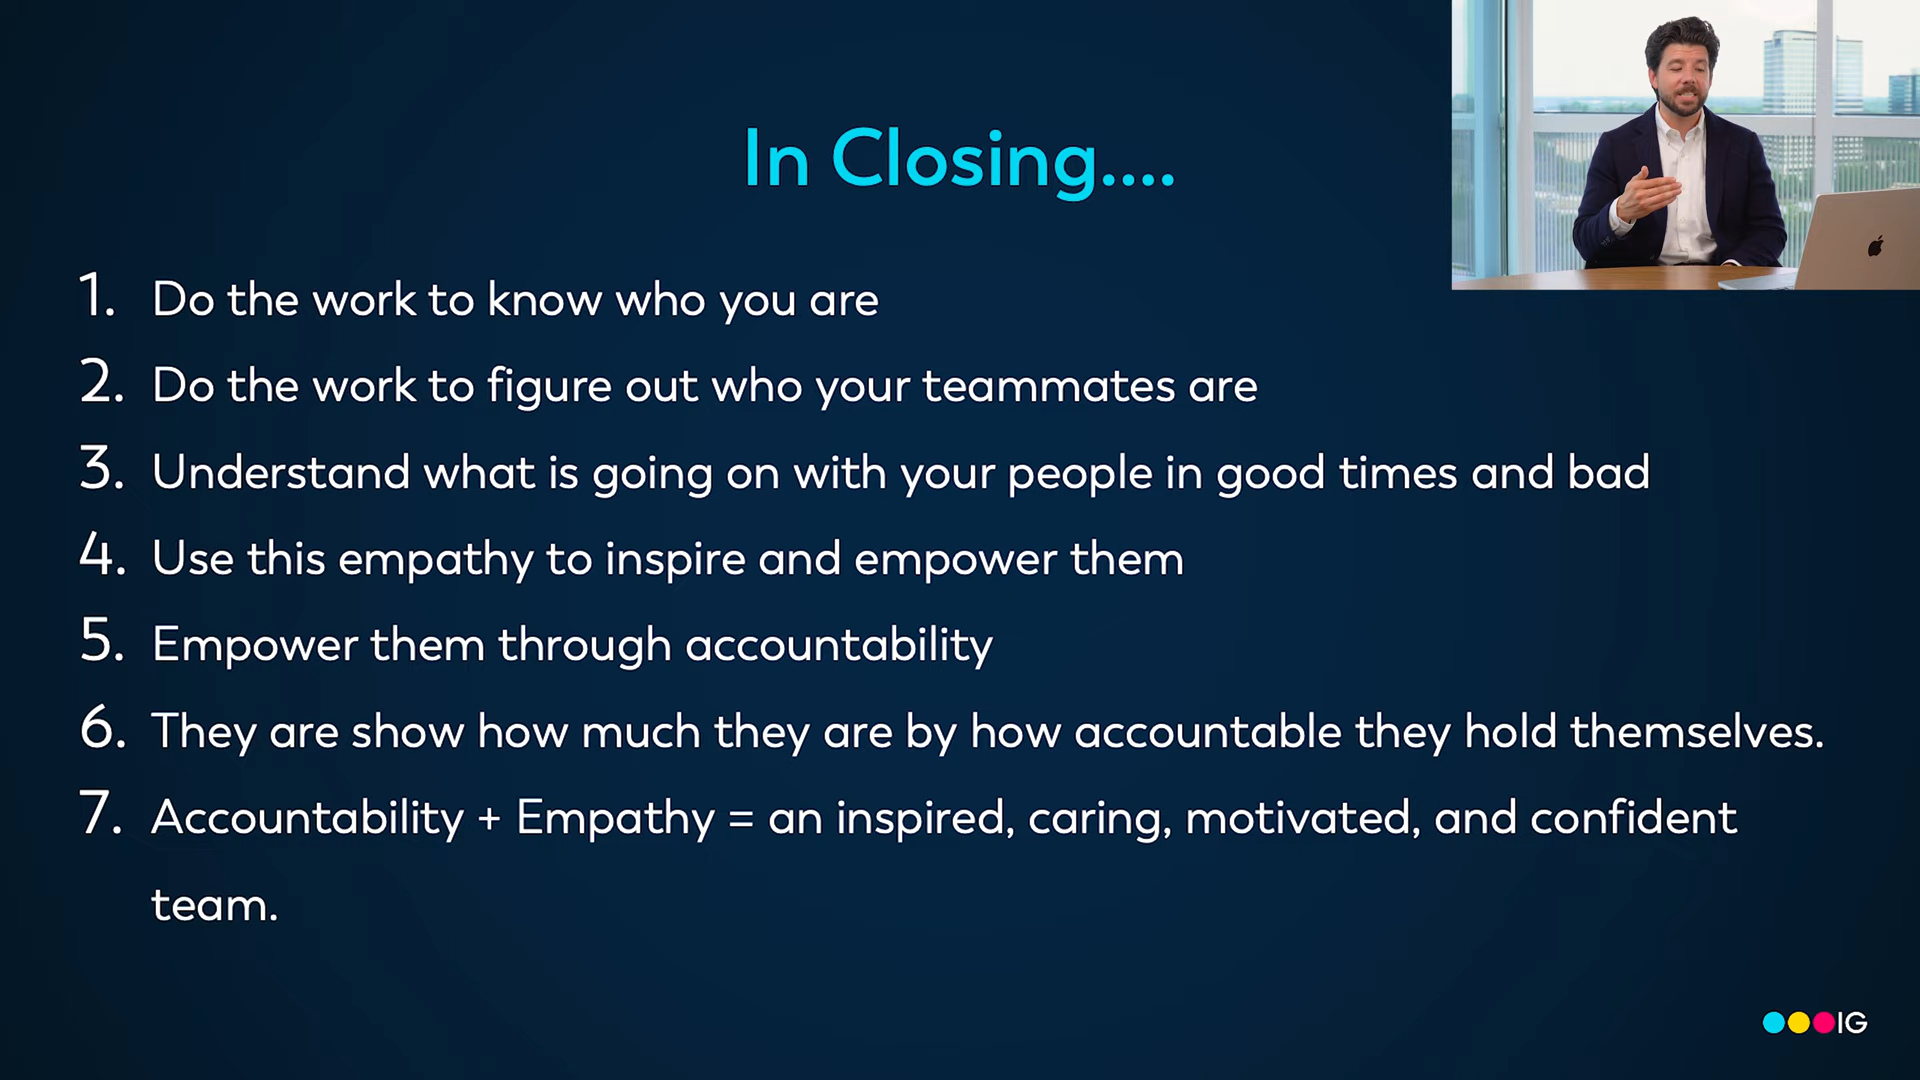 In Closing....
1. Do the work to know who you are
2. Do the work to figure out who your teammates are
3. Understand what is going on with your people in good times and bad
4. Use this empathy to inspire and empower them
5. Empower them through accountability
6. They are show how much they are by how accountable they hold themselves.
7. Accountability + Empathy = an inspired, caring, motivated, and confident
team.
IG